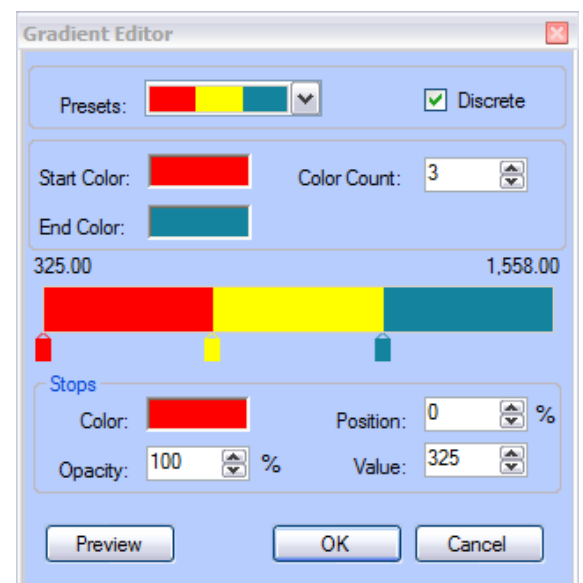 Gradient Editor
Presets: Discrete
Start Color: Color Count: 3
End Color:
325.00 1,558.00
Stops
Color: Position: 0 %
Opacity: 100 % Value: 325
Preview OK Cancel